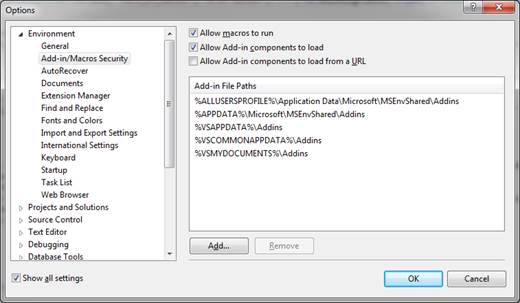 Options
Environment
General
Add-in/Macros Security
AutoRecover
Documents
Extension Manager
Find and Replace
Fonts and Colors
Import and Export Settings
International Settings
Keyboard
Startup
Task List
Web Browser
Projects and Solutions
Source Control
Text Editor
Debugging
Database Tools
Show all settings
Allow macros to run
Allow Add-in components to load
Allow Add-in components to load from a URL
Add-in File Paths
%ALLUSERSPROFILE%\Application Data\Microsoft\MSEnvShared\Addins
%APPDATA%\Microsoft\MSEnvShared\Addins
%VSAPPDATA%\Addins
%VSCOMMONAPPDATA%\Addins
%VSMYDOCUMENTS%\Addins
Add...
Remove
OK
Cancel